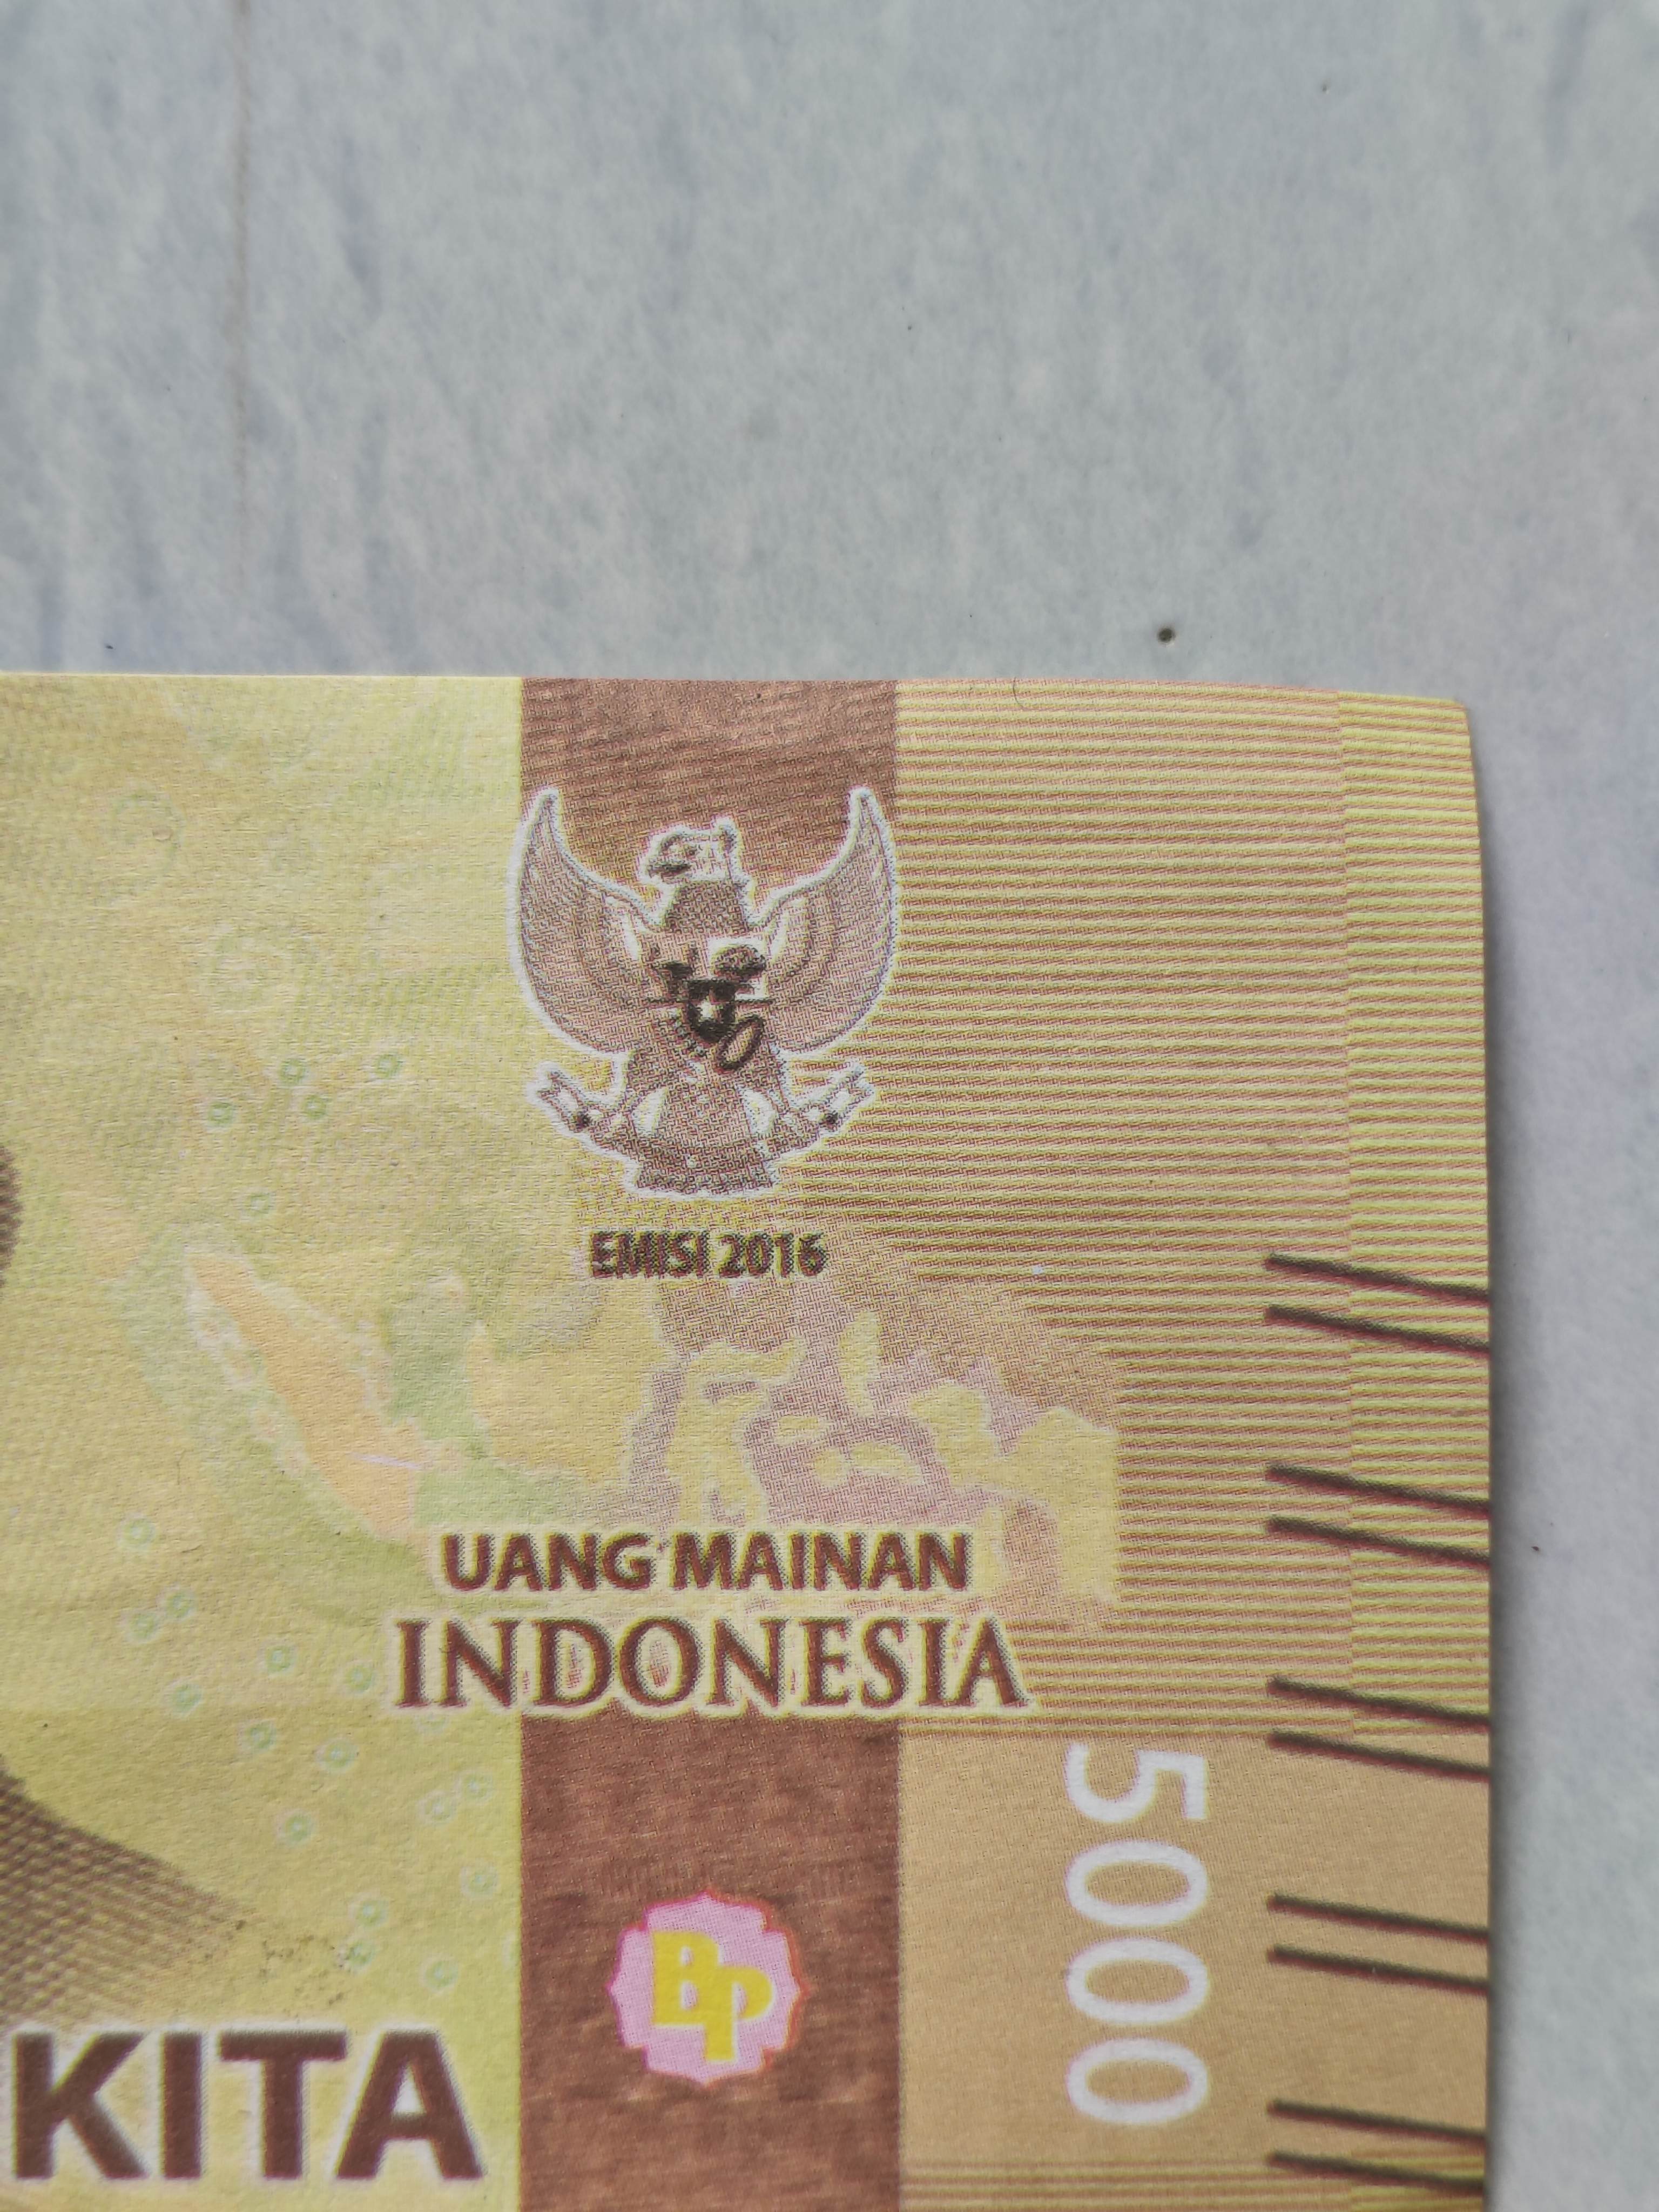 EMISI 2016
UANG MAINAN
INDONESIA
5000
BP
KITA